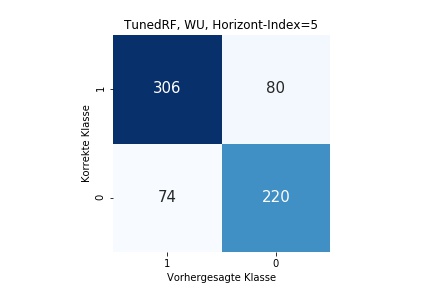 TunedRF, WU, Horizont-Index=5
306 80
1
Korrekte Klasse
74 220
0
1 0
Vorhergesagte Klasse